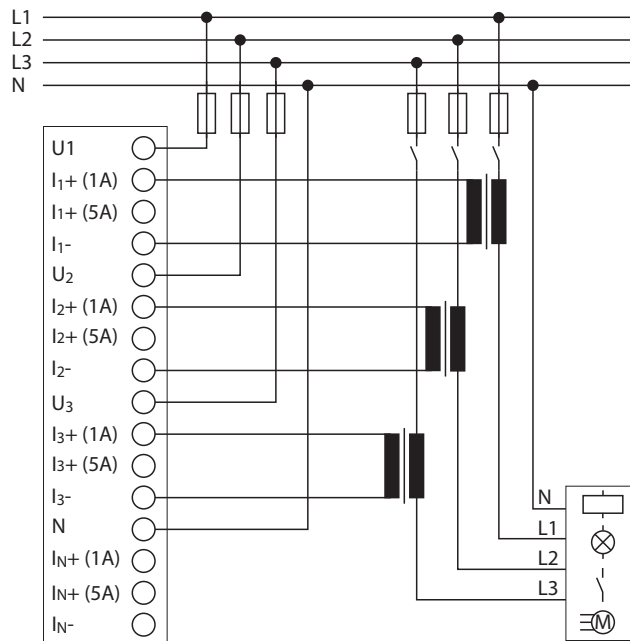 L1
L2
L3
N
U1
I1+ (1A)
I1+ (5A)
I1-
U2
I2+ (1A)
I2+ (5A)
I2-
U3
I3+ (1A)
I3+ (5A)
I3-
N
IN+ (1A)
IN+ (5A)
IN-
N
L1
L2
L3
M